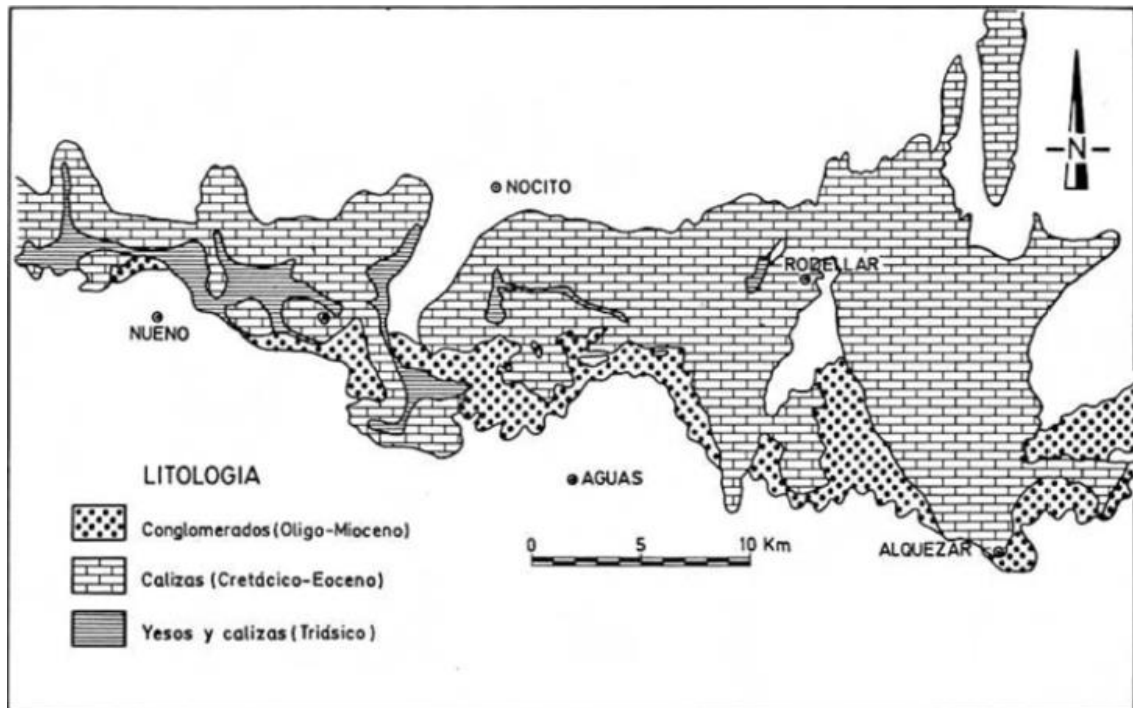 N
NOCITO
RODELLAR
NUENO
LITOLOGIA
AGUAS
Conglomerados (Oligo-Mioceno)
0 5 10 Km
ALQUEZAR
Calizas (Cretácico-Eoceno)
Yesos y calizas (Triásico)